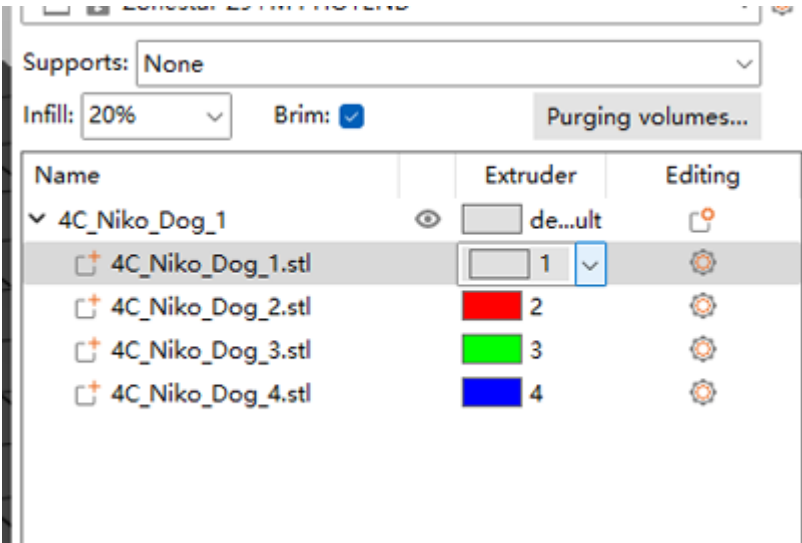 Supports: None
Infill: 20% Brim: Purging volumes...
Name Extruder Editing
4C_Niko_Dog_1 de...ult
4C_Niko_Dog_1.stl 1
4C_Niko_Dog_2.stl 2
4C_Niko_Dog_3.stl 3
4C_Niko_Dog_4.stl 4